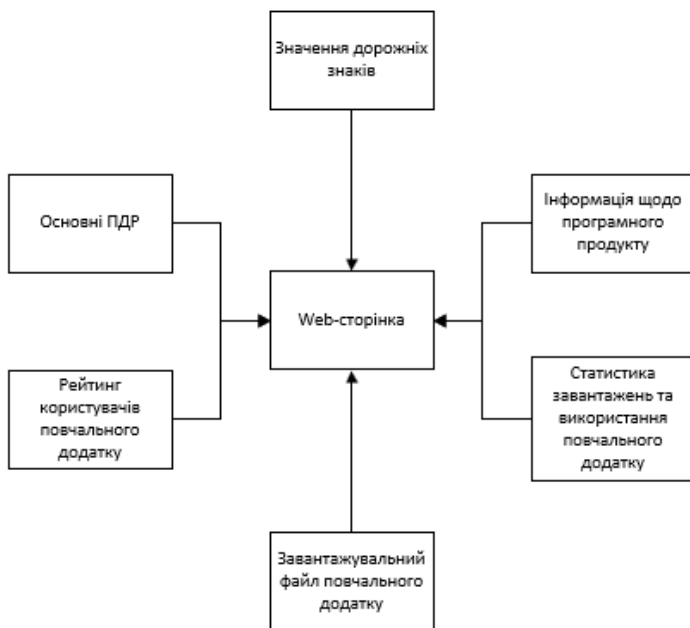 Значення дорожніх
знаків
Основні ПДР
Інформація щодо
програмного
продукту
Web-сторінка
Рейтинг
користувачів
повчального
додатку
Статистика
завантажень та
використання
повчального
додатку
Завантажувальний
файл повчального
додатку